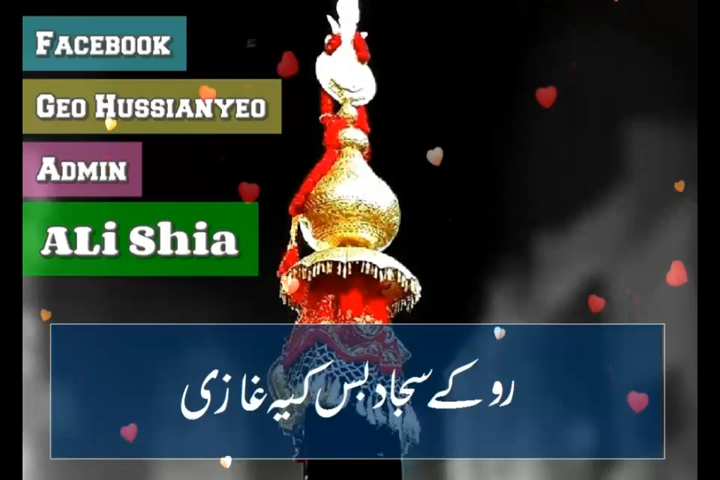 Facebook
Geo Hussianyeo
Admin
ALi Shia
رو کے سجاد بس کہیہ غازی